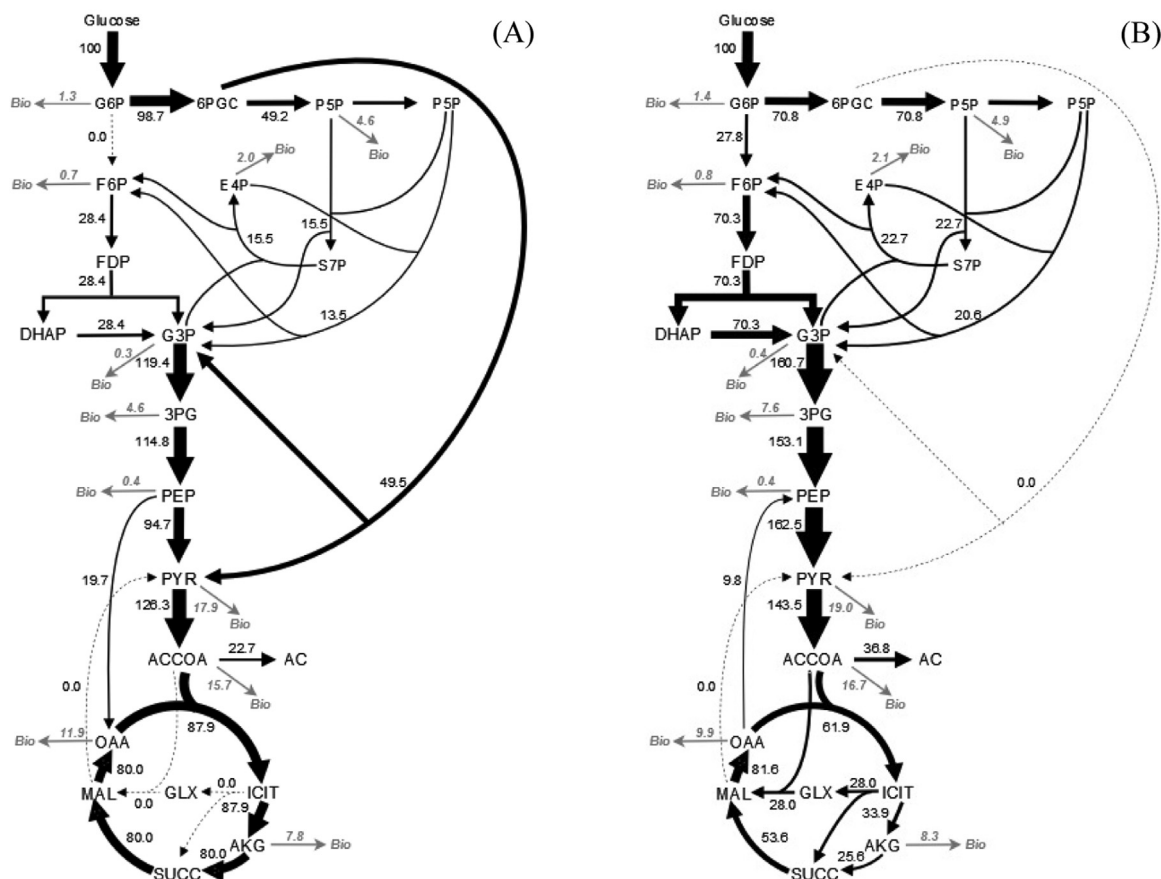 Glucose
(A)
100
Bio 1.3 G6P 6PGC P5P P5P
98.7 49.2
0.0
4.6
Bio
2.0 Bio
Bio 0.7 F6P E4P
28.4
15.5
15.5
FDP
28.4
S7P
DHAP 28.4 G3P
13.5
0.3
Bio
119.4
Bio 4.6 3PG
114.8
49.5
Bio 0.4 PEP
94.7
19.7
PYR
126.3 17.9
Bio
ACCOA 22.7 AC
15.7
Bio
0.0
87.9
Bio 11.9 OAA
80.0
MAL 0.0 GLX 0.0 ICIT
87.9
80.0
AKG 7.8 Bio
80.0
SUCC
Glucose
(B)
100
Bio 1.4 G6P 6PGC P5P P5P
70.8 70.8
27.8
4.9
Bio
2.1 Bio
Bio 0.8 F6P E4P
70.3
22.7
22.7
FDP
70.3
S7P
DHAP 70.3 G3P
20.6
0.4
Bio
160.7
Bio 7.6 3PG
153.1
0.0
Bio 0.4 PEP
162.5
9.8
PYR
143.5 19.0
Bio
ACCOA 36.8 AC
16.7
Bio
0.0
61.9
Bio 9.9 OAA
81.6
MAL 28.0 GLX 28.0 ICIT
33.9
53.6
AKG 8.3 Bio
25.6
SUCC